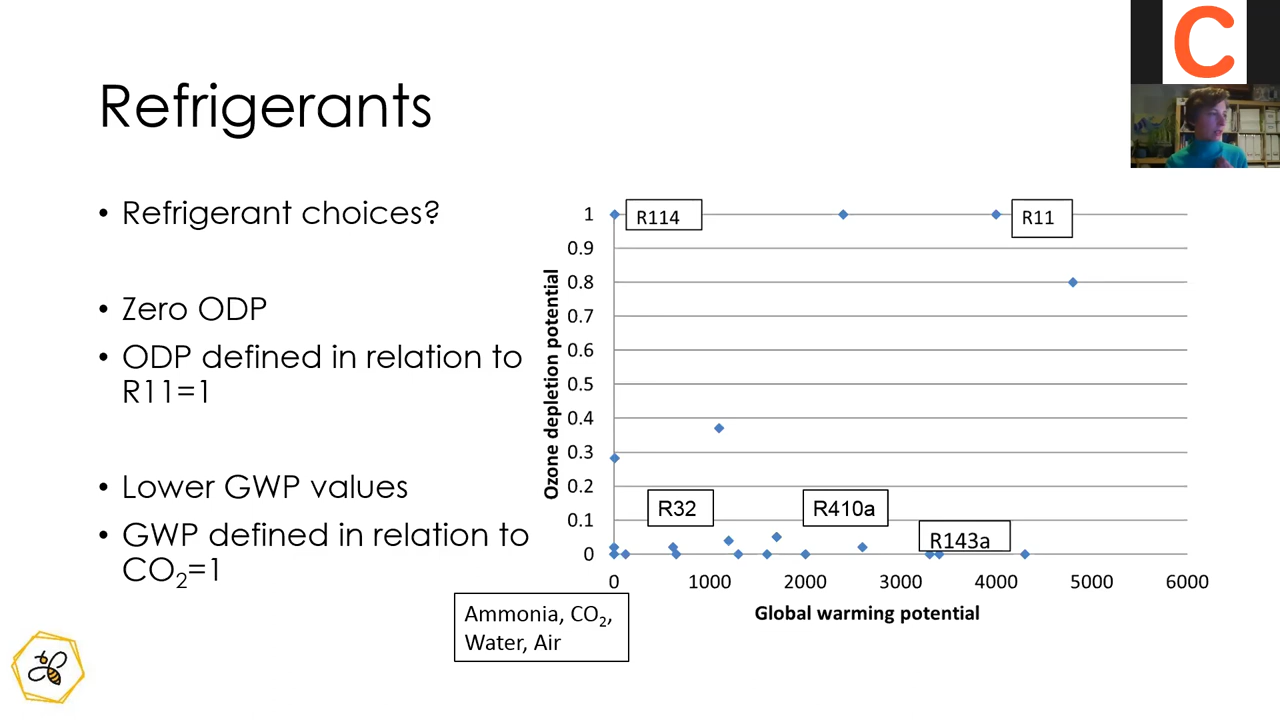 C
Refrigerants
• Refrigerant choices?
• Zero ODP
• ODP defined in relation to
R11=1
• Lower GWP values
• GWP defined in relation to
CO₂=1
Ozone depletion potential
1
0.9
0.8
0.7
0.6
0.5
0.4
0.3
0.2
0.1
0
R114
R11
R32
R410a
R143a
0 1000 2000 3000 4000 5000 6000
Global warming potential
Ammonia, CO₂,
Water, Air